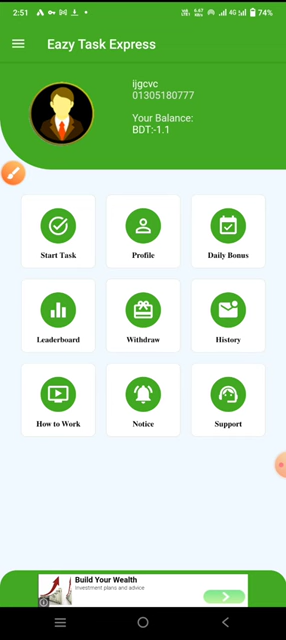 2:51
4G
74%
Eazy Task Express
ijgcvc
01305180777
Your Balance:
BDT:-1.1
Start Task
Profile
Daily Bonus
Leaderboard
Withdraw
History
How to Work
Notice
Support
Build Your Wealth
Investment plans and advice